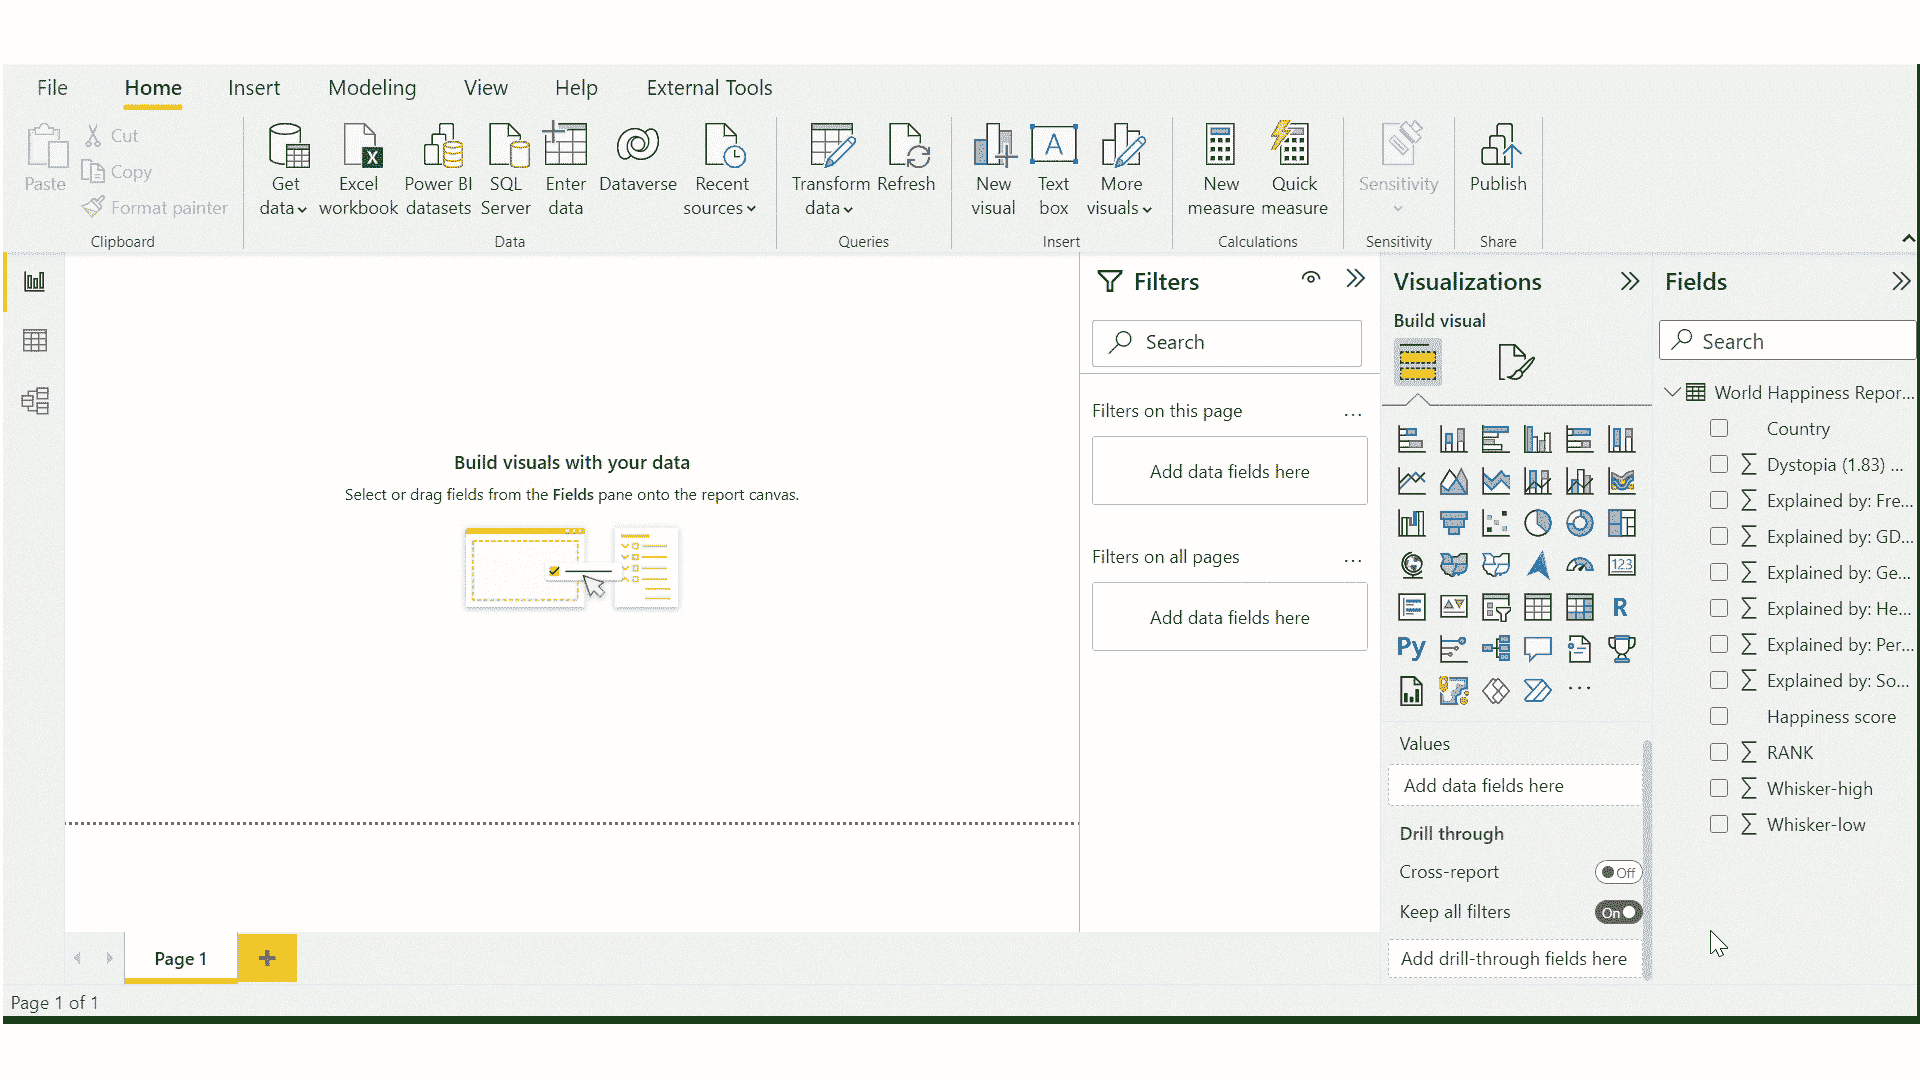 File
Home
Insert
Modeling
View
Help
External Tools
Paste
Cut
Copy
Format painter
Clipboard
Get data
Excel workbook
Power BI datasets
SQL Server
Enter data
Dataverse
Recent sources
Data
Transform data
Refresh
Queries
New visual
Text box
More visuals
Insert
New measure
Quick measure
Calculations
Sensitivity
Sensitivity
Publish
Share
Build visuals with your data
Select or drag fields from the Fields pane onto the report canvas.
Filters
Search
Filters on this page
...
Add data fields here
Filters on all pages
...
Add data fields here
Visualizations
Build visual
123
R
Py
...
Values
Add data fields here
Drill through
Cross-report
Off
Keep all filters
On
Add drill-through fields here
Fields
Search
World Happiness Repor...
Country
Dystopia (1.83) ...
Explained by: Fre...
Explained by: GD...
Explained by: Ge...
Explained by: He...
Explained by: Per...
Explained by: So...
Happiness score
RANK
Whisker-high
Whisker-low
Page 1
+
Page 1 of 1